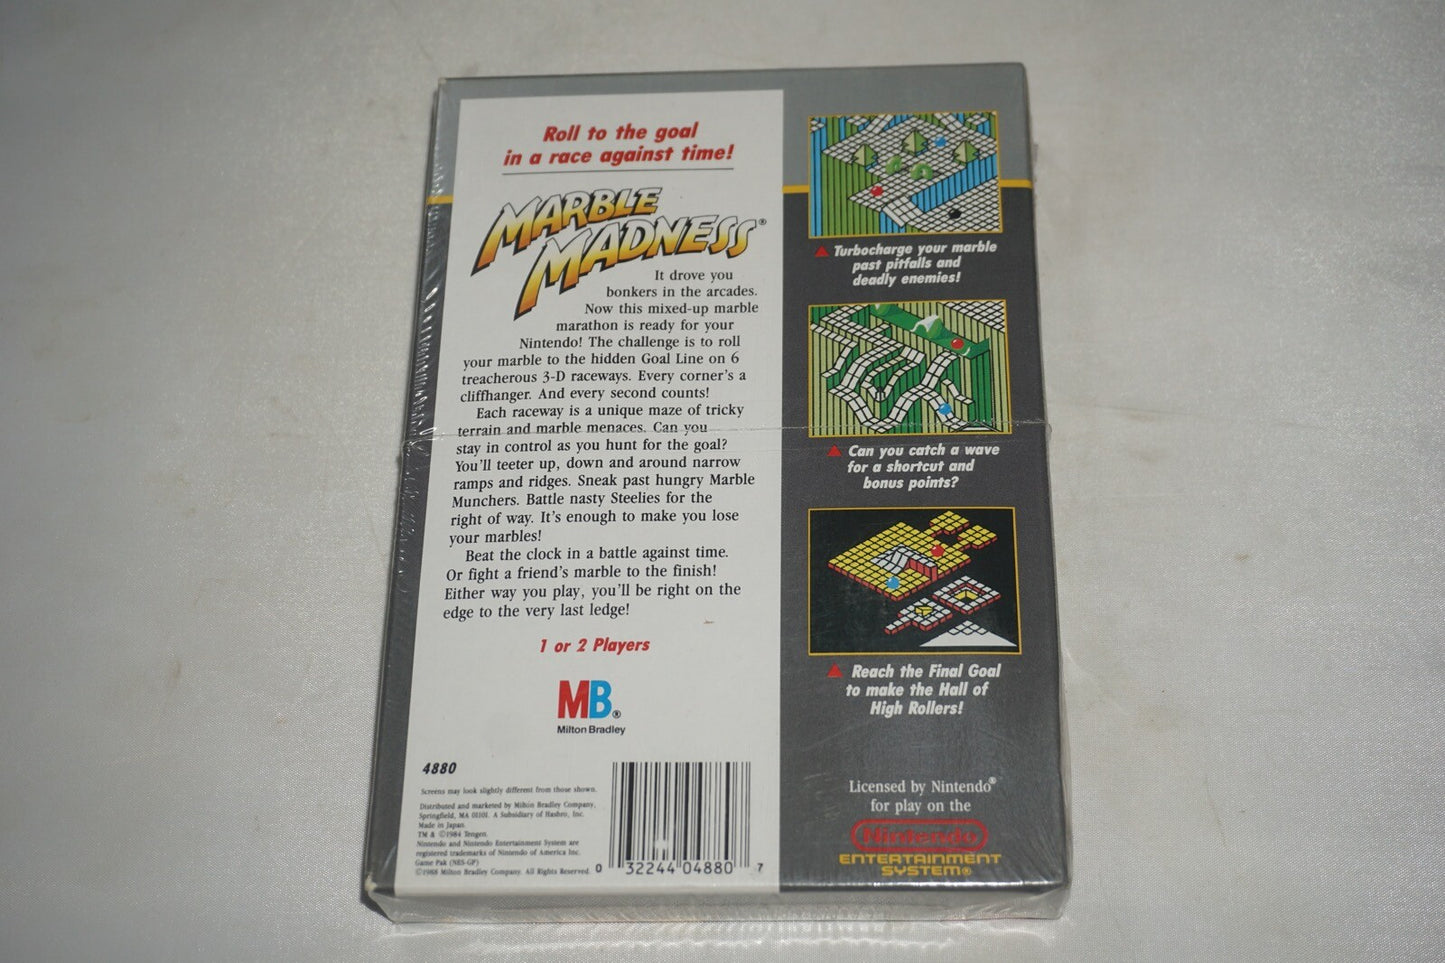 Roll to the goal
in a race against time!
MARBLE
MADNESS®
It drove you
bonkers in the arcades.
Now this mixed-up marble
marathon is ready for your
Nintendo! The challenge is to roll
your marble to the hidden Goal Line on 6
treacherous 3-D raceways. Every corner's a
cliffhanger. And every second counts!
Each raceway is a unique maze of tricky
terrain and marble menaces. Can you
stay in control as you hunt for the goal?
You'll teeter up, down and around narrow
ramps and ridges. Sneak past hungry Marble
Munchers. Battle nasty Steelies for the
right of way. It's enough to make you lose
your marbles!
Beat the clock in a battle against time.
Or fight a friend's marble to the finish!
Either way you play, you'll be right on the
edge to the very last ledge!
1 or 2 Players
MB®
Milton Bradley
4880
Screens may look slightly different from those shown.
Distributed and marketed by Milton Bradley Company,
Springfield, MA 01101. A Subsidiary of Hasbro, Inc.
Made in Japan.
TM & ©1984 Tengen.
Nintendo and Nintendo Entertainment System are
registered trademarks of Nintendo of America Inc.
Game Pak (NES-GP)
©1988 Milton Bradley Company. All Rights Reserved.
0 32244 04880 7
Turbocharge your marble
past pitfalls and
deadly enemies!
Can you catch a wave
for a shortcut and
bonus points?
Reach the Final Goal
to make the Hall of
High Rollers!
Licensed by Nintendo®
for play on the
Nintendo
ENTERTAINMENT
SYSTEM®